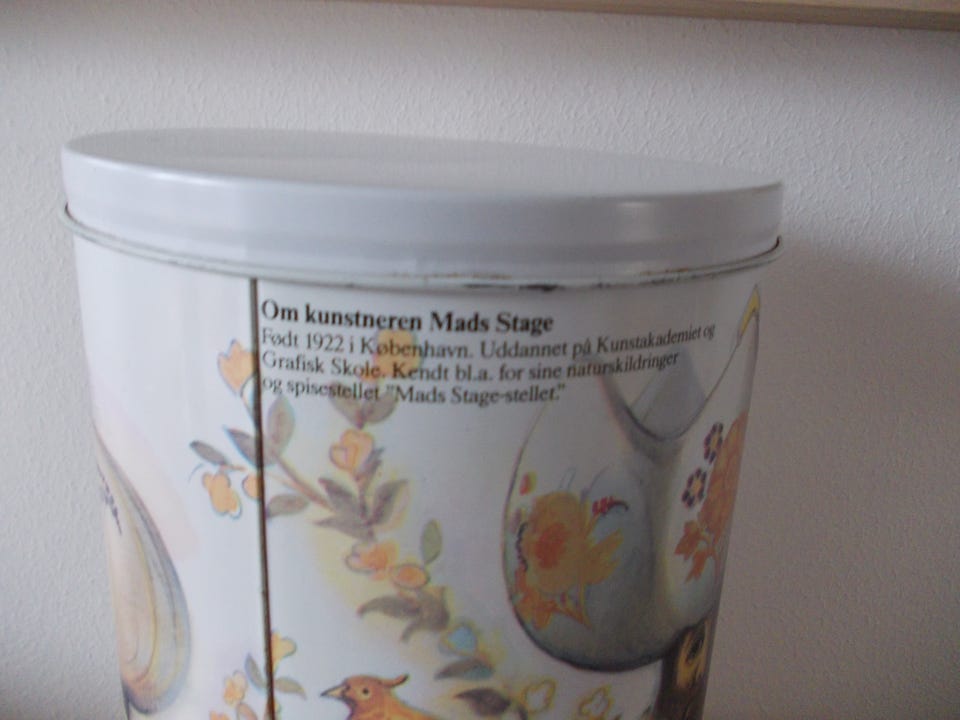 Om kunstneren Mads Stage
Født 1922 i København. Uddannet på Kunstakademiet og
Grafisk Skole. Kendt bl.a. for sine naturskildringer
og spisestellet "Mads Stage-stellet."